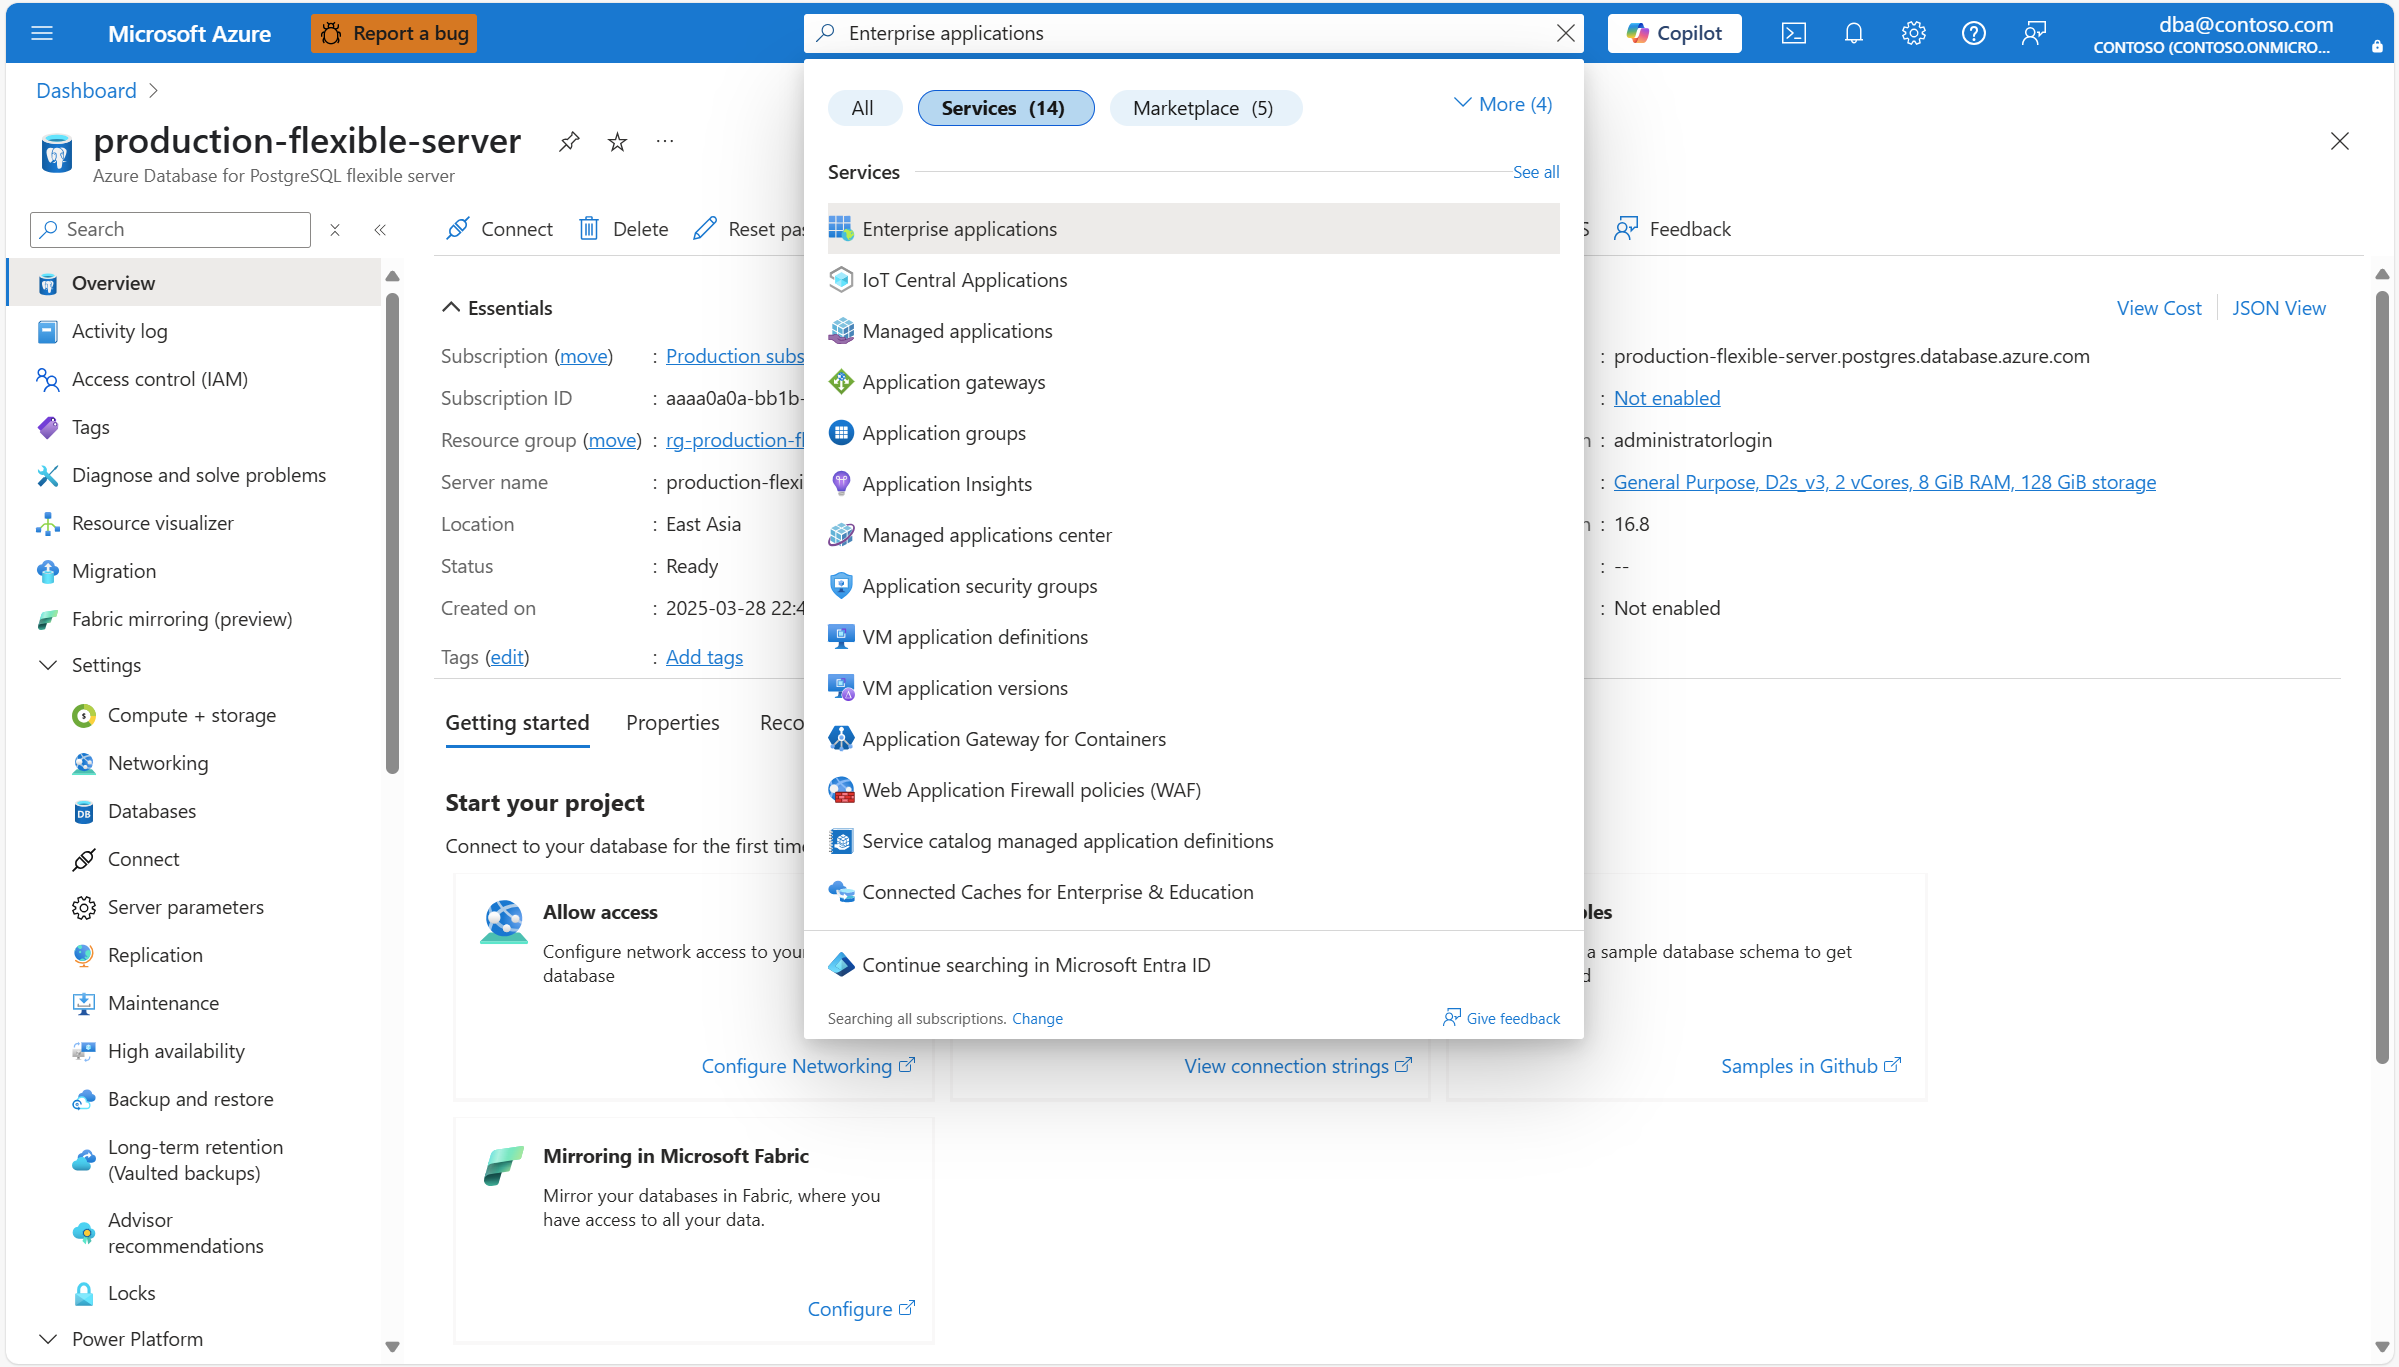 Microsoft Azure
Report a bug
Enterprise applications
Copilot
dba@contoso.com
CONTOSO (CONTOSO.ONMICRO...
Dashboard
production-flexible-server
Azure Database for PostgreSQL flexible server
Search
Overview
Activity log
Access control (IAM)
Tags
Diagnose and solve problems
Resource visualizer
Migration
Fabric mirroring (preview)
Settings
Compute + storage
Networking
Databases
Connect
Server parameters
Replication
Maintenance
High availability
Backup and restore
Long-term retention
(Vaulted backups)
Advisor
recommendations
Locks
Power Platform
Connect
Delete
Reset pas
Feedback
Essentials
View Cost
JSON View
Subscription (move) : Production subs
Subscription ID : aaaa0a0a-bb1b-
Resource group (move) : rg-production-fl
Server name : production-flexi
Location : East Asia
Status : Ready
Created on : 2025-03-28 22:4
Tags (edit) : Add tags
: production-flexible-server.postgres.database.azure.com
: Not enabled
n : administratorlogin
: General Purpose, D2s_v3, 2 vCores, 8 GiB RAM, 128 GiB storage
n : 16.8
: --
: Not enabled
Getting started
Properties
Reco
Start your project
Connect to your database for the first time
Allow access
Configure network access to your
database
Configure Networking
View connection strings
ples
a sample database schema to get
d
Samples in Github
Mirroring in Microsoft Fabric
Mirror your databases in Fabric, where you
have access to all your data.
Configure
All
Services (14)
Marketplace (5)
More (4)
Services
See all
Enterprise applications
IoT Central Applications
Managed applications
Application gateways
Application groups
Application Insights
Managed applications center
Application security groups
VM application definitions
VM application versions
Application Gateway for Containers
Web Application Firewall policies (WAF)
Service catalog managed application definitions
Connected Caches for Enterprise & Education
Continue searching in Microsoft Entra ID
Searching all subscriptions. Change
Give feedback